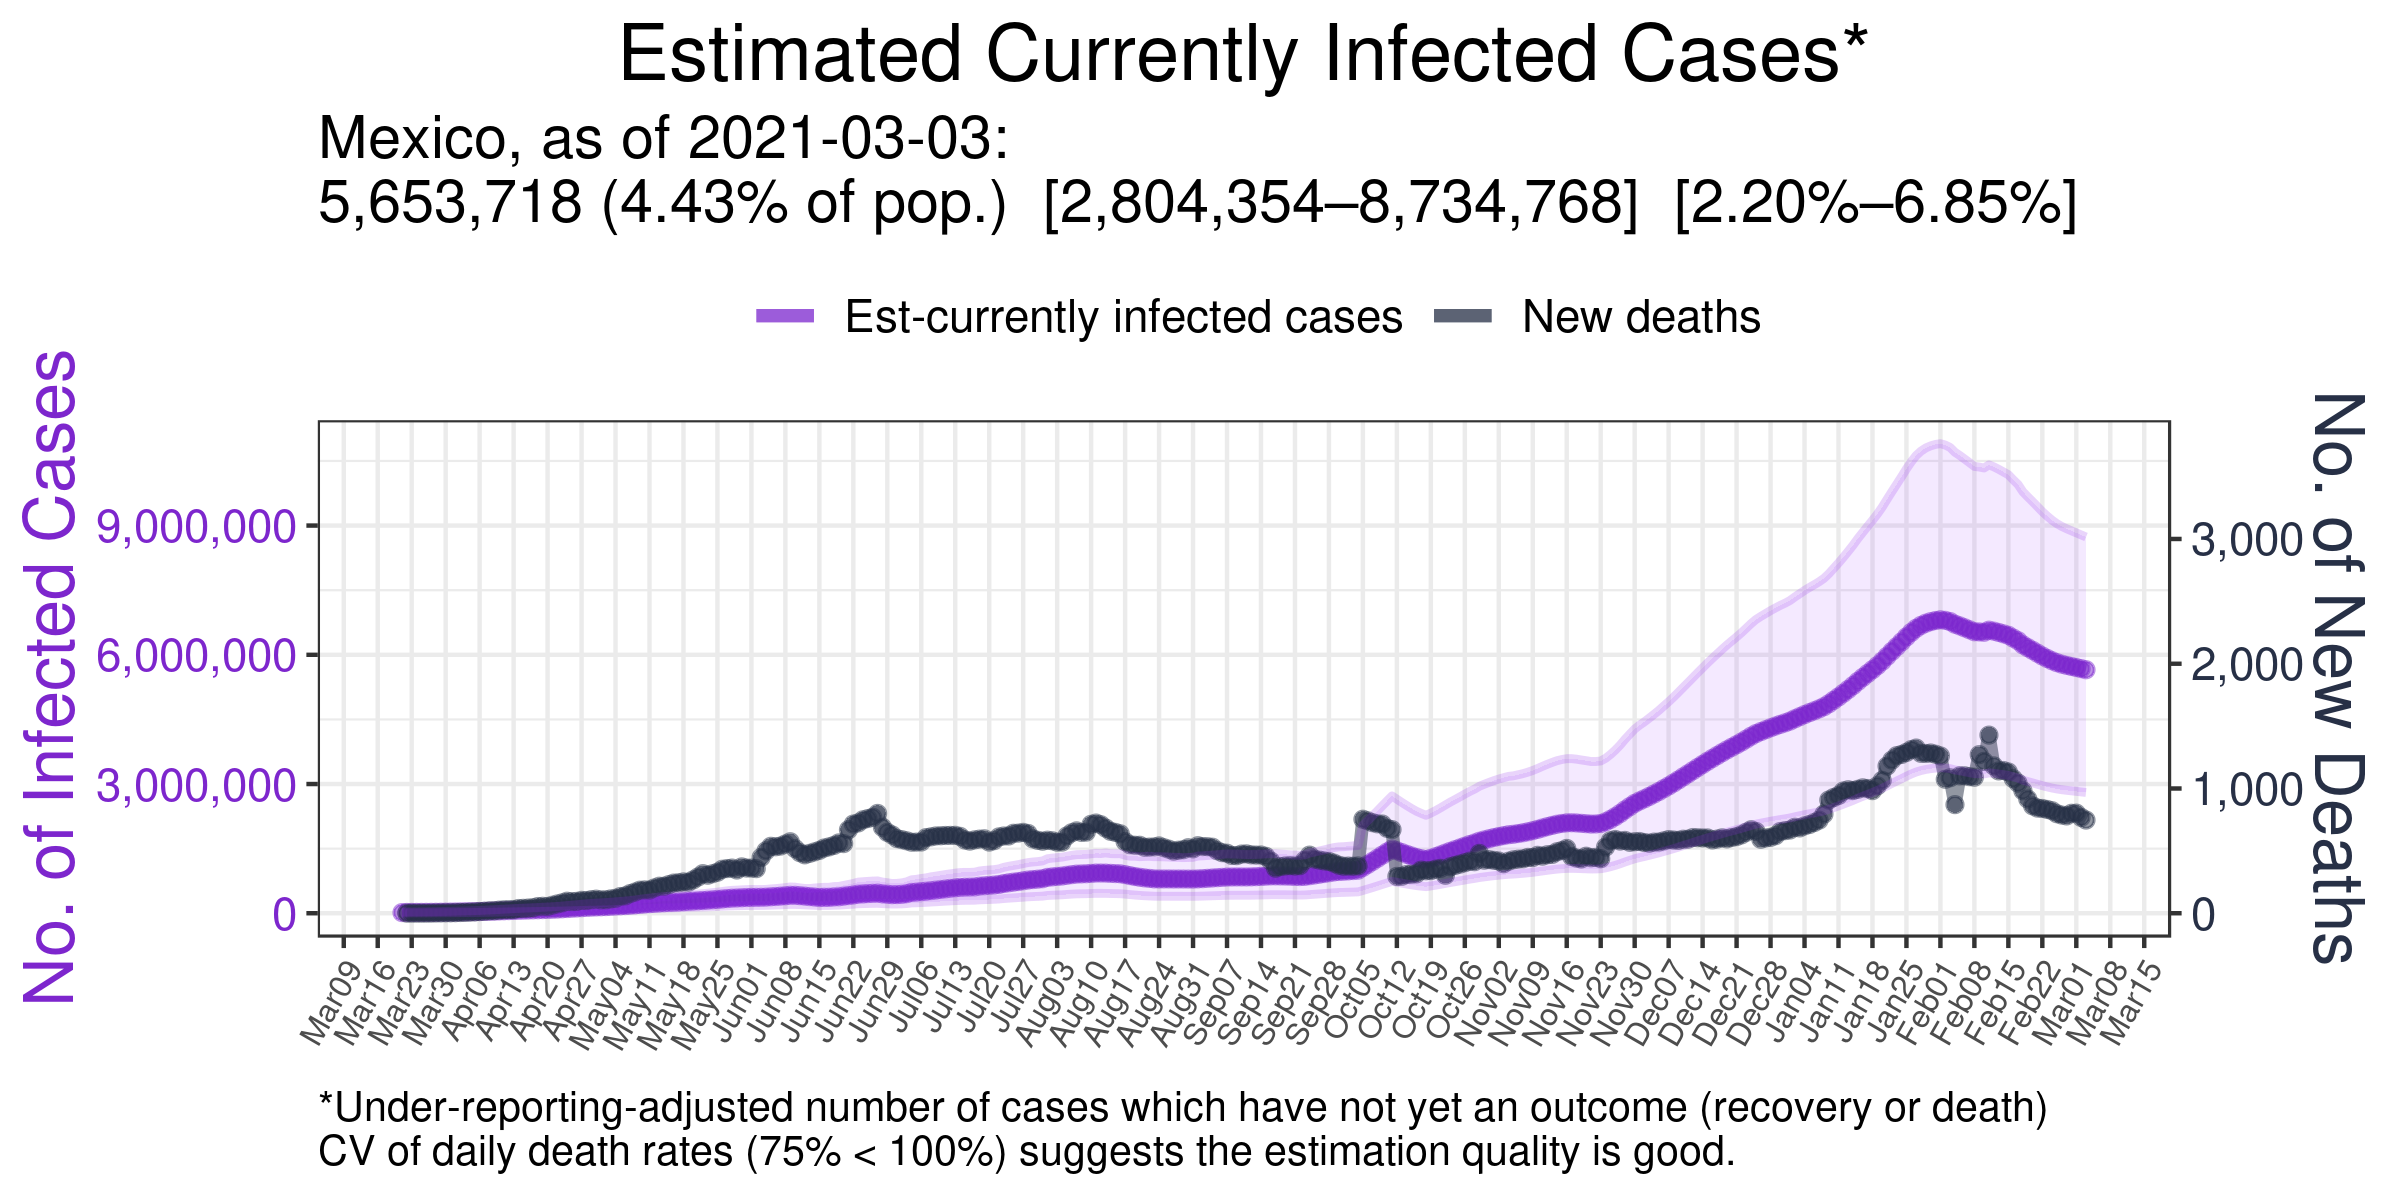 Estimated Currently Infected Cases*
Mexico, as of 2021-03-03:
5,653,718 (4.43% of pop.) [2,804,354–8,734,768] [2.20%–6.85%]
Est-currently infected cases
New deaths
No. of Infected Cases
9,000,000
6,000,000
3,000,000
0
No. of New Deaths
3,000
2,000
1,000
0
Mar09
Mar16
Mar23
Mar30
Apr06
Apr13
Apr20
Apr27
May04
May11
May18
May25
Jun01
Jun08
Jun15
Jun22
Jun29
Jul06
Jul13
Jul20
Jul27
Aug03
Aug10
Aug17
Aug24
Aug31
Sep07
Sep14
Sep21
Sep28
Oct05
Oct12
Oct19
Oct26
Nov02
Nov09
Nov16
Nov23
Nov30
Dec07
Dec14
Dec21
Dec28
Jan04
Jan11
Jan18
Jan25
Feb01
Feb08
Feb15
Feb22
Mar01
Mar08
Mar15
*Under-reporting-adjusted number of cases which have not yet an outcome (recovery or death)
CV of daily death rates (75% < 100%) suggests the estimation quality is good.